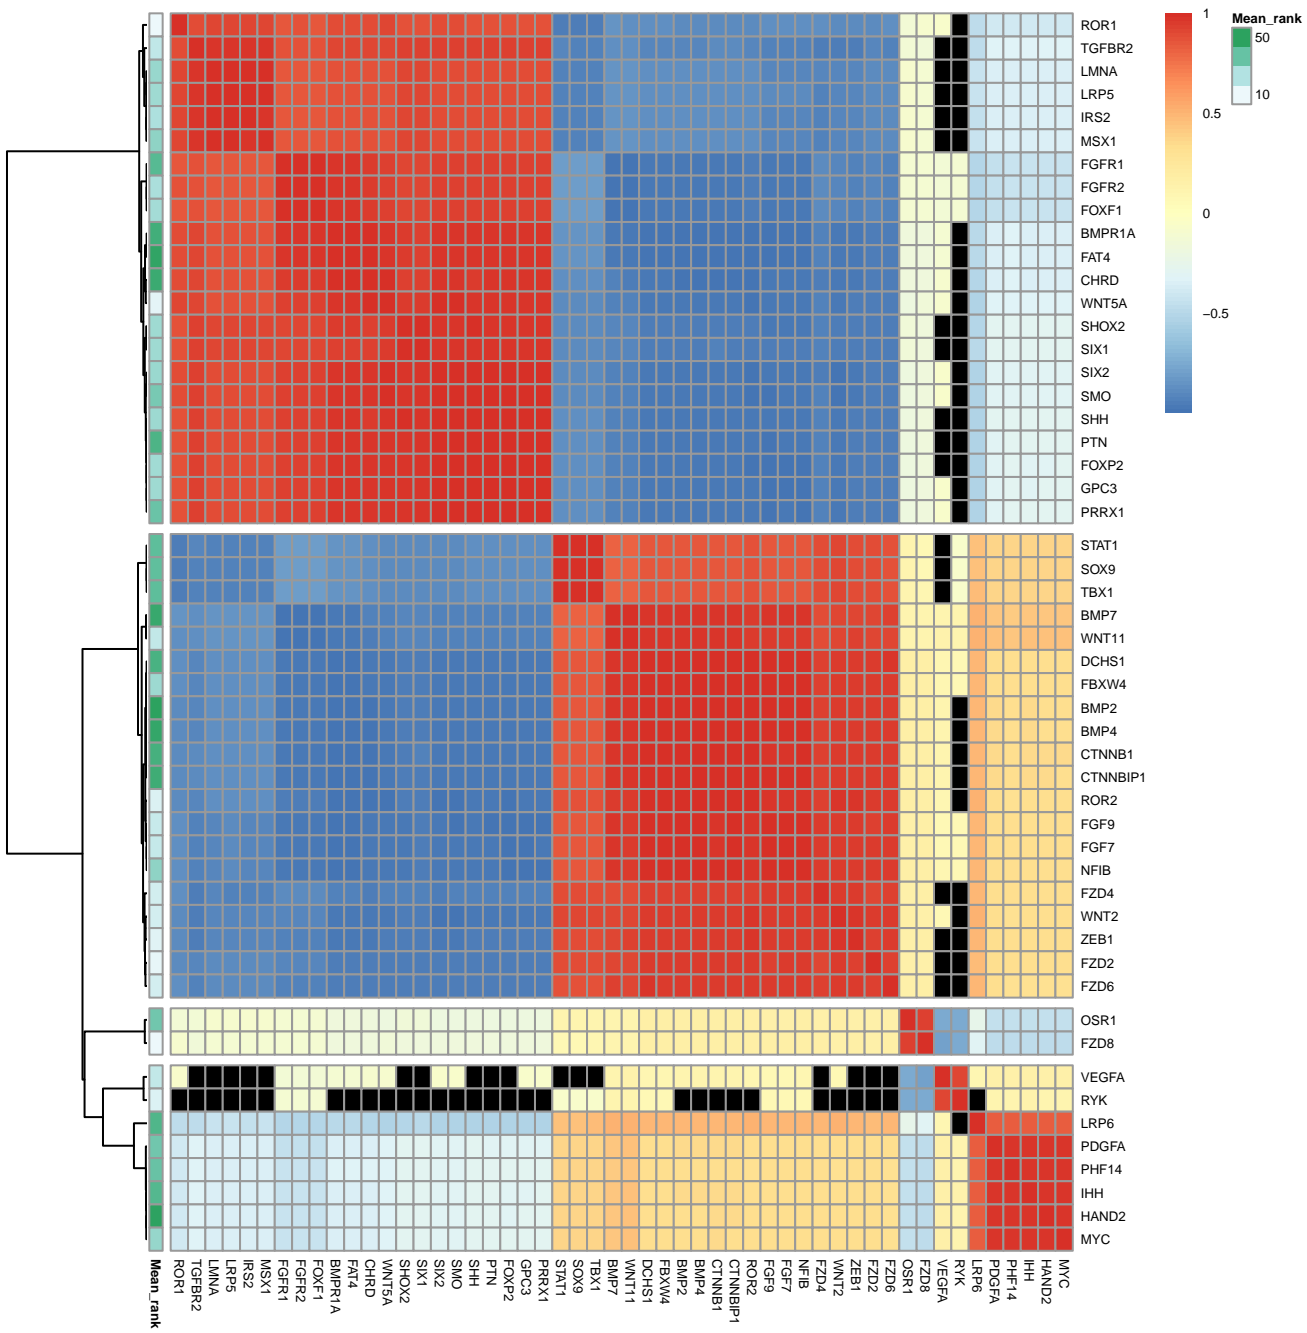 1
0.5
0
−0.5
Mean_rank
50
10
ROR1
TGFBR2
LMNA
LRP5
IRS2
MSX1
FGFR1
FGFR2
FOXF1
BMPR1A
FAT4
CHRD
WNT5A
SHOX2
SIX1
SIX2
SMO
SHH
PTN
FOXP2
GPC3
PRRX1
STAT1
SOX9
TBX1
BMP7
WNT11
DCHS1
FBXW4
BMP2
BMP4
CTNNB1
CTNNBIP1
ROR2
FGF9
FGF7
NFIB
FZD4
WNT2
ZEB1
FZD2
FZD6
OSR1
FZD8
VEGFA
RYK
LRP6
PDGFA
PHF14
IHH
HAND2
MYC
Mean_rank
ROR1
TGFBR2
LMNA
LRP5
IRS2
MSX1
FGFR1
FGFR2
FOXF1
BMPR1A
FAT4
CHRD
WNT5A
SHOX2
SIX1
SIX2
SMO
SHH
PTN
FOXP2
GPC3
PRRX1
STAT1
SOX9
TBX1
BMP7
WNT11
DCHS1
FBXW4
BMP2
BMP4
CTNNB1
CTNNBIP1
ROR2
FGF9
FGF7
NFIB
FZD4
WNT2
ZEB1
FZD2
FZD6
OSR1
FZD8
VEGFA
RYK
LRP6
PDGFA
PHF14
IHH
HAND2
MYC